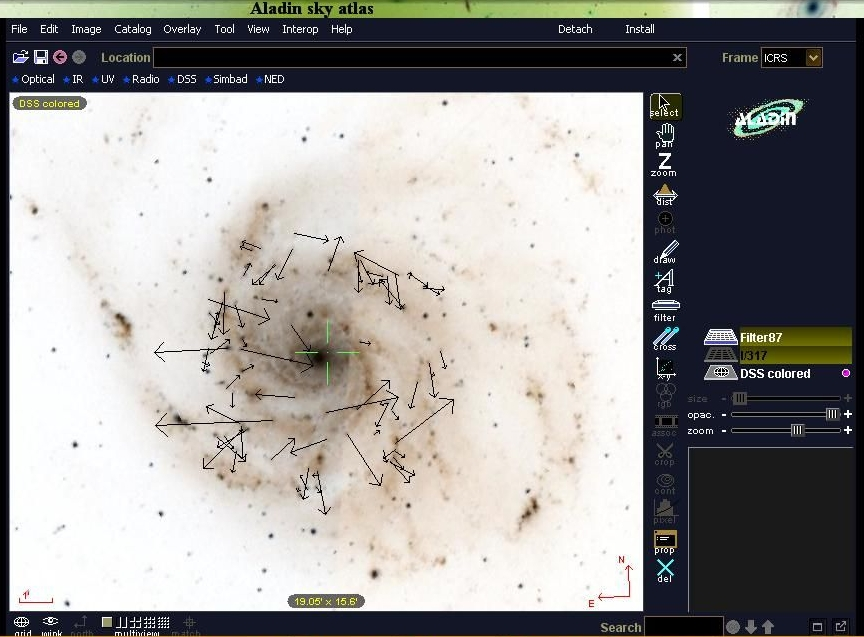 Aladin sky atlas
File Edit Image Catalog Overlay Tool View Interop Help Detach Install
Location Frame ICRS
Optical IR UV Radio DSS Simbad NED
DSS colored
select
ALADIN
pan
Z
zoom
dist
phot
draw
tag
filter
cross
Filter87
x-y
I/317
DSS colored
rgb
size - +
opac. - +
assoc
zoom - +
crop
cont
pixel
prop
N
del
1'
19.05' x 15.6'
E
grid wink north multiview match
Search